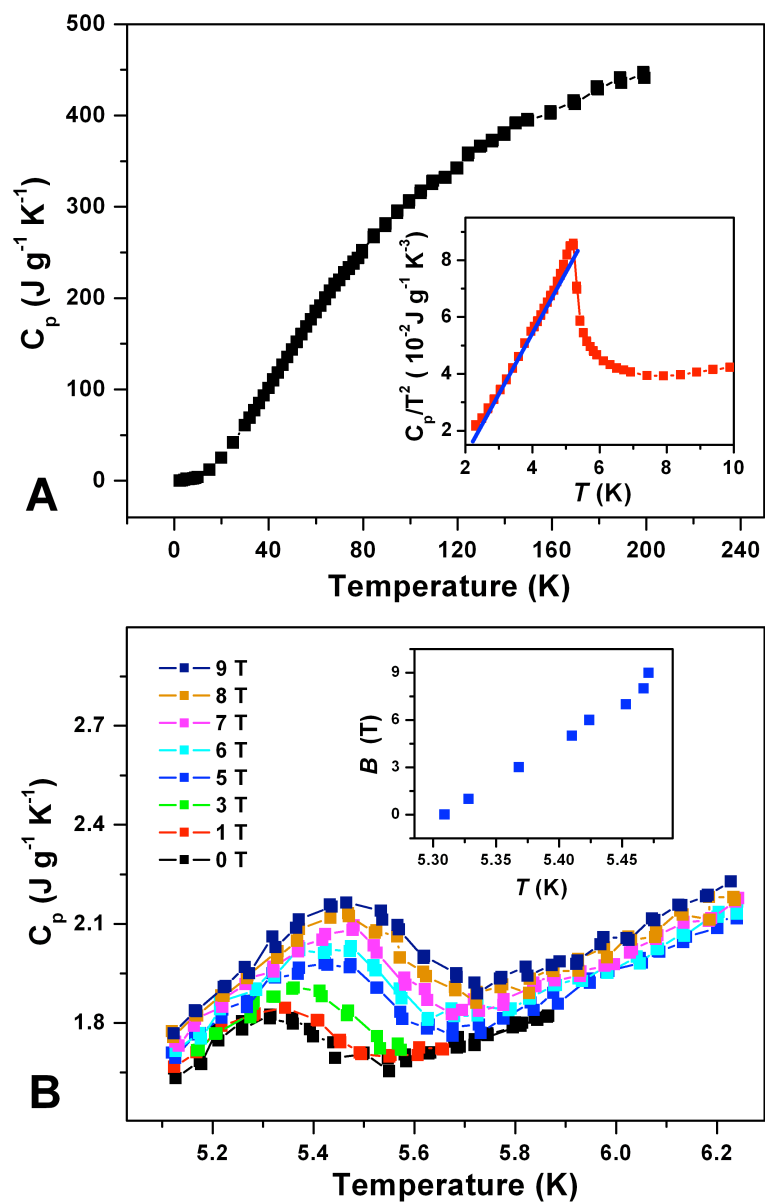 500
400
300
200
100
0
C_p (J g^-1 K^-1)
A
0 40 80 120 160 200 240
Temperature (K)
8
6
4
2
C_p/T^2 ( 10^-2 J g^-1 K^-3)
2 4 6 8 10
T (K)
2.7
2.4
2.1
1.8
C_p (J g^-1 K^-1)
B
9 T
8 T
7 T
6 T
5 T
3 T
1 T
0 T
9
6
3
0
B (T)
5.30 5.35 5.40 5.45
T (K)
5.2 5.4 5.6 5.8 6.0 6.2
Temperature (K)